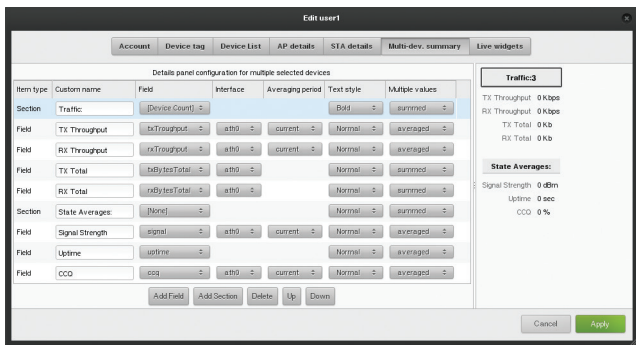 Edit user1
Account Device tag Device List AP details STA details Multi-dev. summary Live widgets
Details panel configuration for multiple selected devices
Item type Custom name Field Interface Averaging period Text style Multiple values
Section Traffic: [Device Count] Bold summed
Field TX Throughput txTroughput ath0 current Normal averaged
Field RX Throughput rxTroughput ath0 current Normal averaged
Field TX Total txBytesTotal ath0 Normal summed
Field RX Total rxBytesTotal ath0 Normal summed
Section State Averages: [None] Normal summed
Field Signal Strength signal ath0 current Normal averaged
Field Uptime uptime Normal averaged
Field CCQ ccq ath0 current Normal averaged
Add Field Add Section Delete Up Down
Traffic:3
TX Throughput 0 Kbps
RX Throughput 0 Kbps
TX Total 0 Kb
RX Total 0 Kb
State Averages:
Signal Strength 0 dBm
Uptime 0 sec
CCQ 0 %
Cancel Apply